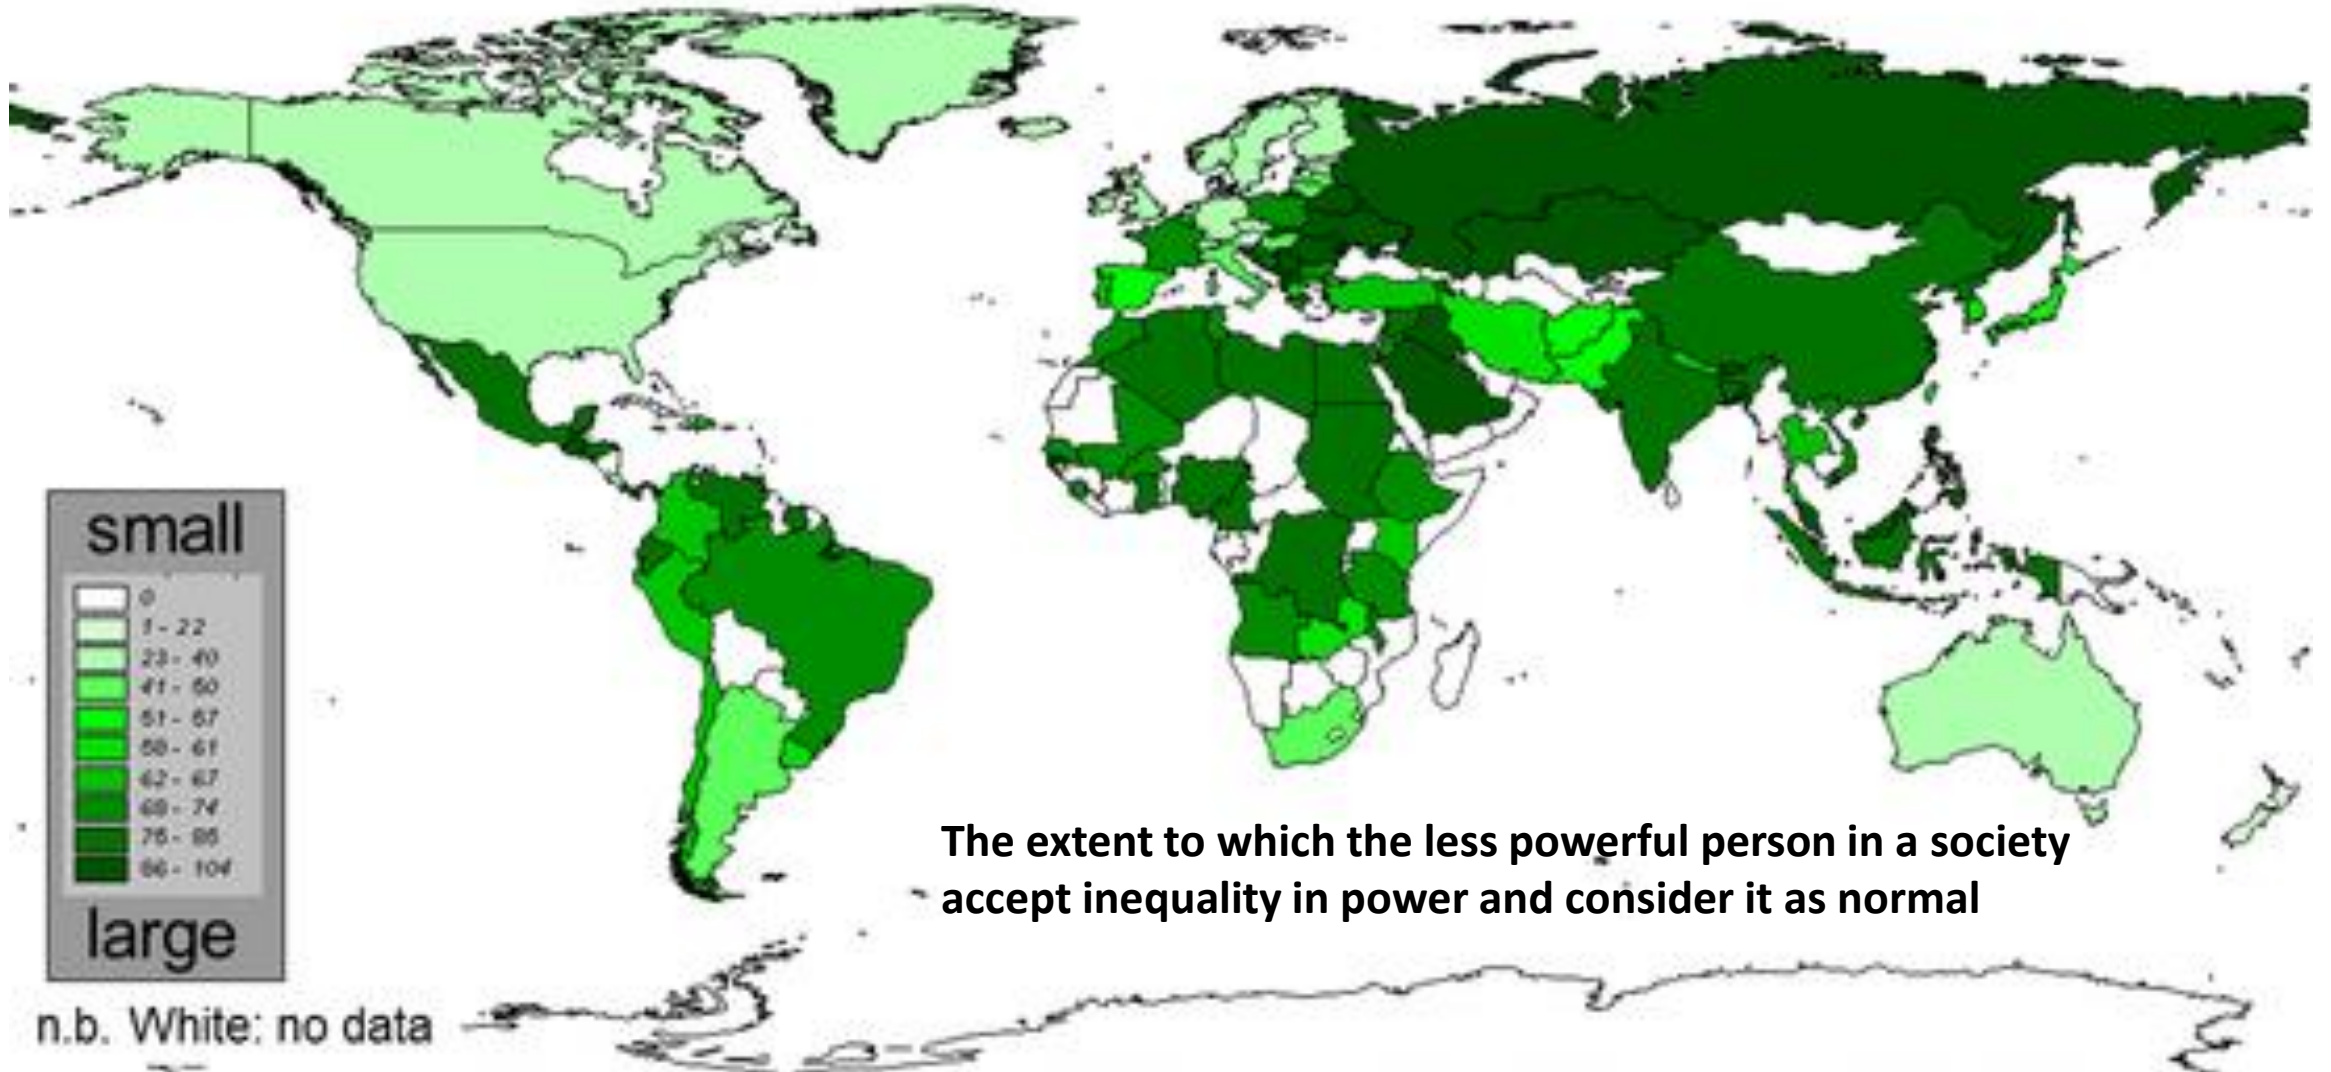 small
0
1 - 22
23 - 40
41 - 50
51 - 57
58 - 61
62 - 67
68 - 74
75 - 85
86 - 104
large
n.b. White: no data
The extent to which the less powerful person in a society
accept inequality in power and consider it as normal